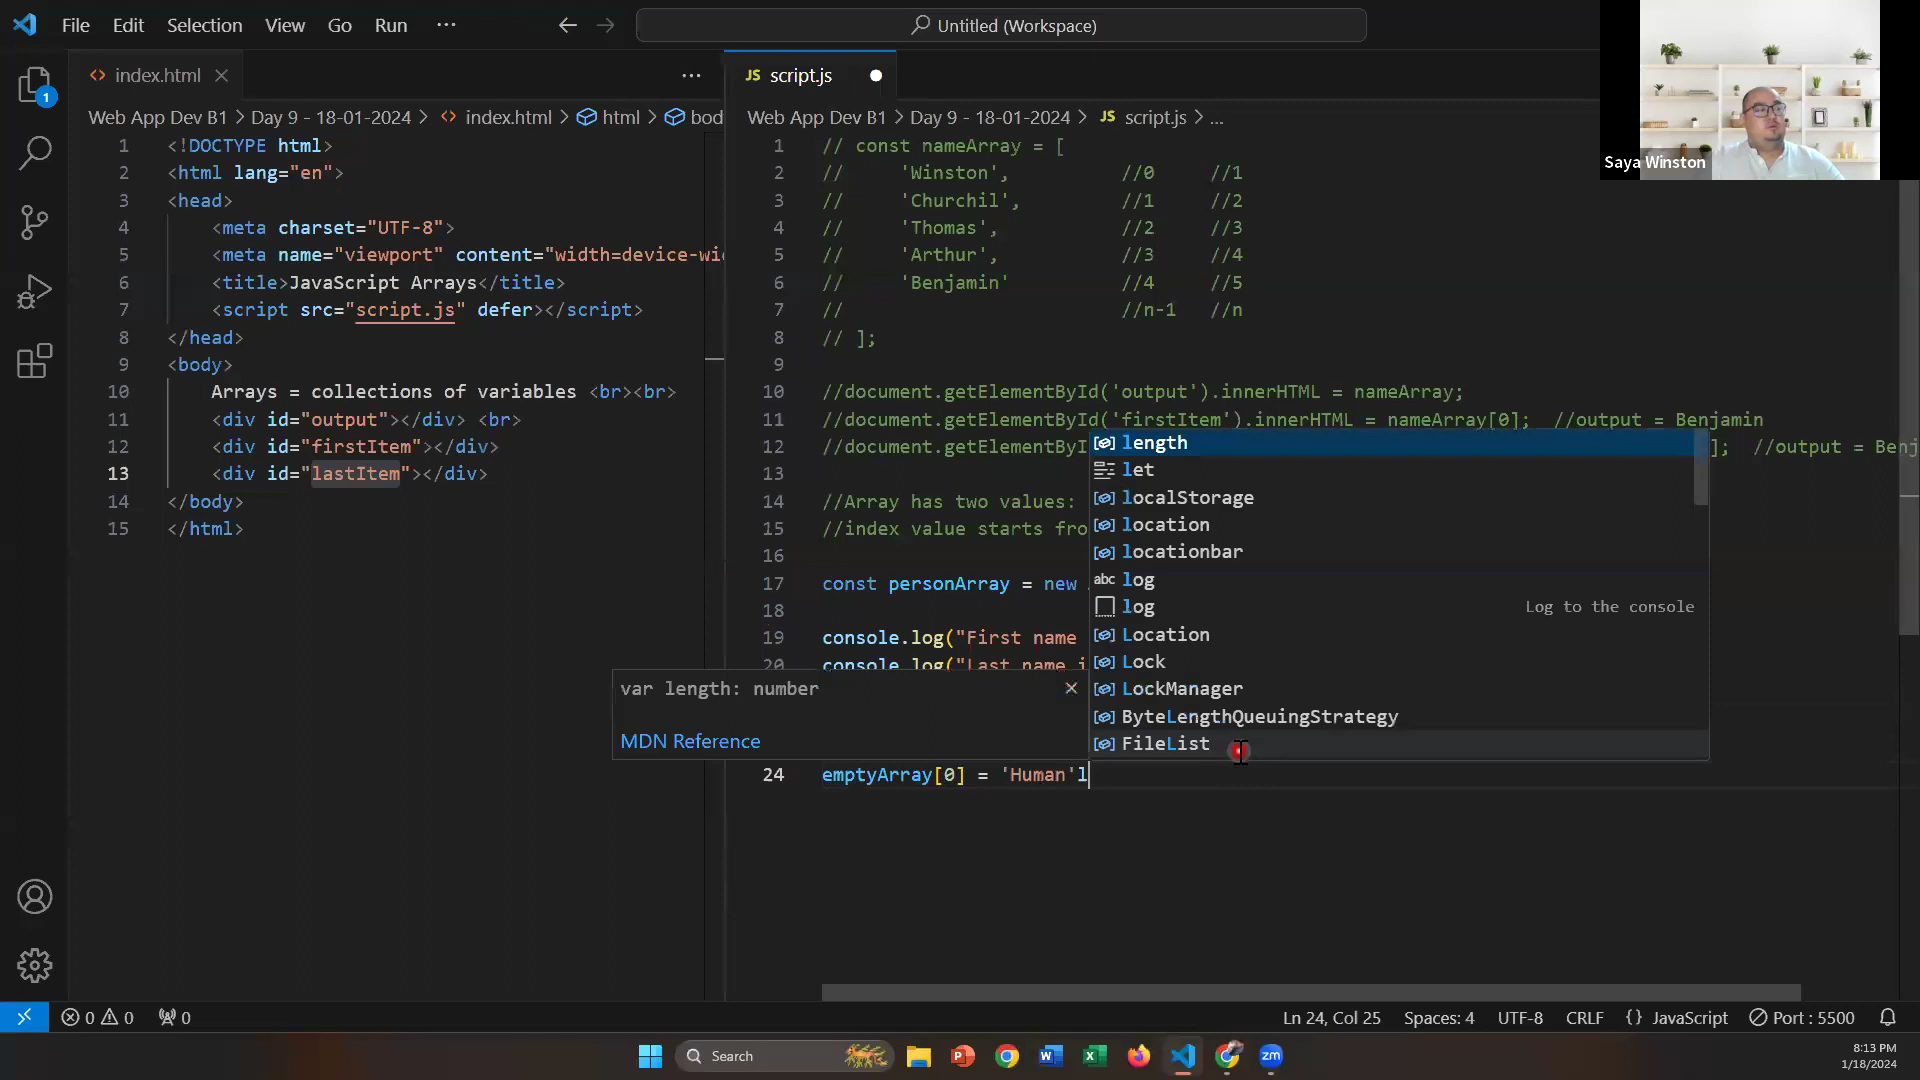 File Edit Selection View Go Run ···
Untitled (Workspace)
index.html
JS script.js
Web App Dev B1 > Day 9 - 18-01-2024 > index.html > html > bod
Web App Dev B1 > Day 9 - 18-01-2024 > JS script.js > ...
Saya Winston
1
1 <!DOCTYPE html>
2 <html lang="en">
3 <head>
4 <meta charset="UTF-8">
5 <meta name="viewport" content="width=device-wi
6 <title>JavaScript Arrays</title>
7 <script src="script.js" defer></script>
8 </head>
9 <body>
10 Arrays = collections of variables <br><br>
11 <div id="output"></div> <br>
12 <div id="firstItem"></div>
13 <div id="lastItem"></div>
14 </body>
15 </html>
1 // const nameArray = [
2 // 'Winston', //0 //1
3 // 'Churchil', //1 //2
4 // 'Thomas', //2 //3
5 // 'Arthur', //3 //4
6 // 'Benjamin' //4 //5
7 // //n-1 //n
8 // ];
9
10 //document.getElementById('output').innerHTML = nameArray;
11 //document.getElementById('firstItem').innerHTML = nameArray[0]; //output = Benjamin
12 //document.getElementById ]; //output = Benj
13
14 //Array has two values:
15 //index value starts fro
16
17 const personArray = new
18
19 console.log("First name
20 console.log("Last name i
24 emptyArray[0] = 'Human'l
length
let
localStorage
location
locationbar
abc log
log Log to the console
Location
Lock
LockManager
ByteLengthQueuingStrategy
FileList
var length: number
MDN Reference
0 0 0
Ln 24, Col 25 Spaces: 4 UTF-8 CRLF {} JavaScript Port : 5500
Search
zm
8:13 PM
1/18/2024